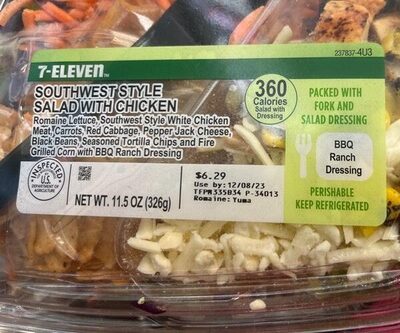 237837-4U3
7-ELEVEN™
SOUTHWEST STYLE
SALAD WITH CHICKEN
Romaine Lettuce, Southwest Style White Chicken
Meat, Carrots, Red Cabbage, Pepper Jack Cheese,
Black Beans, Seasoned Tortilla Chips and Fire
Grilled Corn with BBQ Ranch Dressing
360
Calories
Salad with
Dressing
PACKED WITH
FORK AND
SALAD DRESSING
BBQ
Ranch
Dressing
PERISHABLE
KEEP REFRIGERATED
INSPECTED
U.S.
DEPARTMENT OF
AGRICULTURE
NET WT. 11.5 OZ (326g)
$6.29
Use by: 12/08/23
TFPM335B34 P-34013
Romaine: Yuma